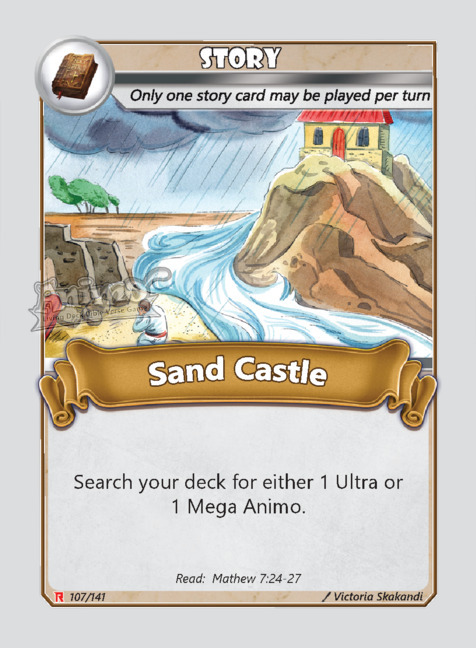 STORY
Only one story card may be played per turn
Sand Castle
Search your deck for either 1 Ultra or
1 Mega Animo.
Read: Mathew 7:24-27
R 107/141
Victoria Skakandi